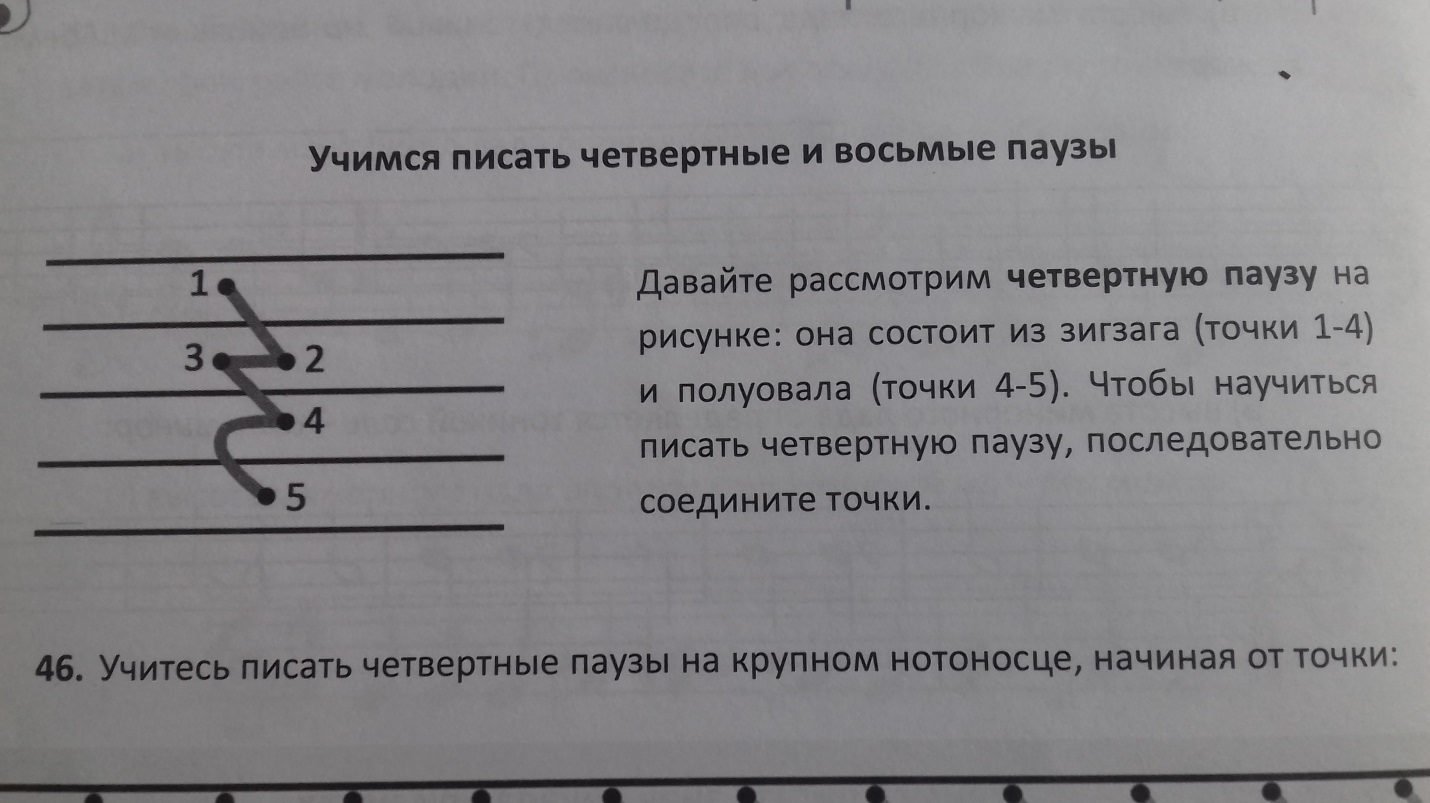 Учимся писать четвертные и восьмые паузы
1
3 2
4
5
Давайте рассмотрим четвертную паузу на
рисунке: она состоит из зигзага (точки 1-4)
и полуовала (точки 4-5). Чтобы научиться
писать четвертную паузу, последовательно
соедините точки.
46. Учитесь писать четвертные паузы на крупном нотоносце, начиная от точки: